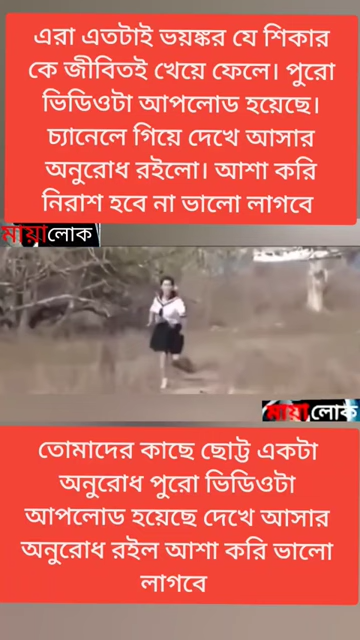 এরা এতটাই ভয়ঙ্কর যে শিকার
কে জীবিতই খেয়ে ফেলে। পুরো
ভিডিওটা আপলোড হয়েছে।
চ্যানেলে গিয়ে দেখে আসার
অনুরোধ রইলো। আশা করি
নিরাশ হবে না ভালো লাগবে
মায়ালোক
মায়ালোক
তোমাদের কাছে ছোট্ট একটা
অনুরোধ পুরো ভিডিওটা
আপলোড হয়েছে দেখে আসার
অনুরোধ রইল আশা করি ভালো
লাগবে